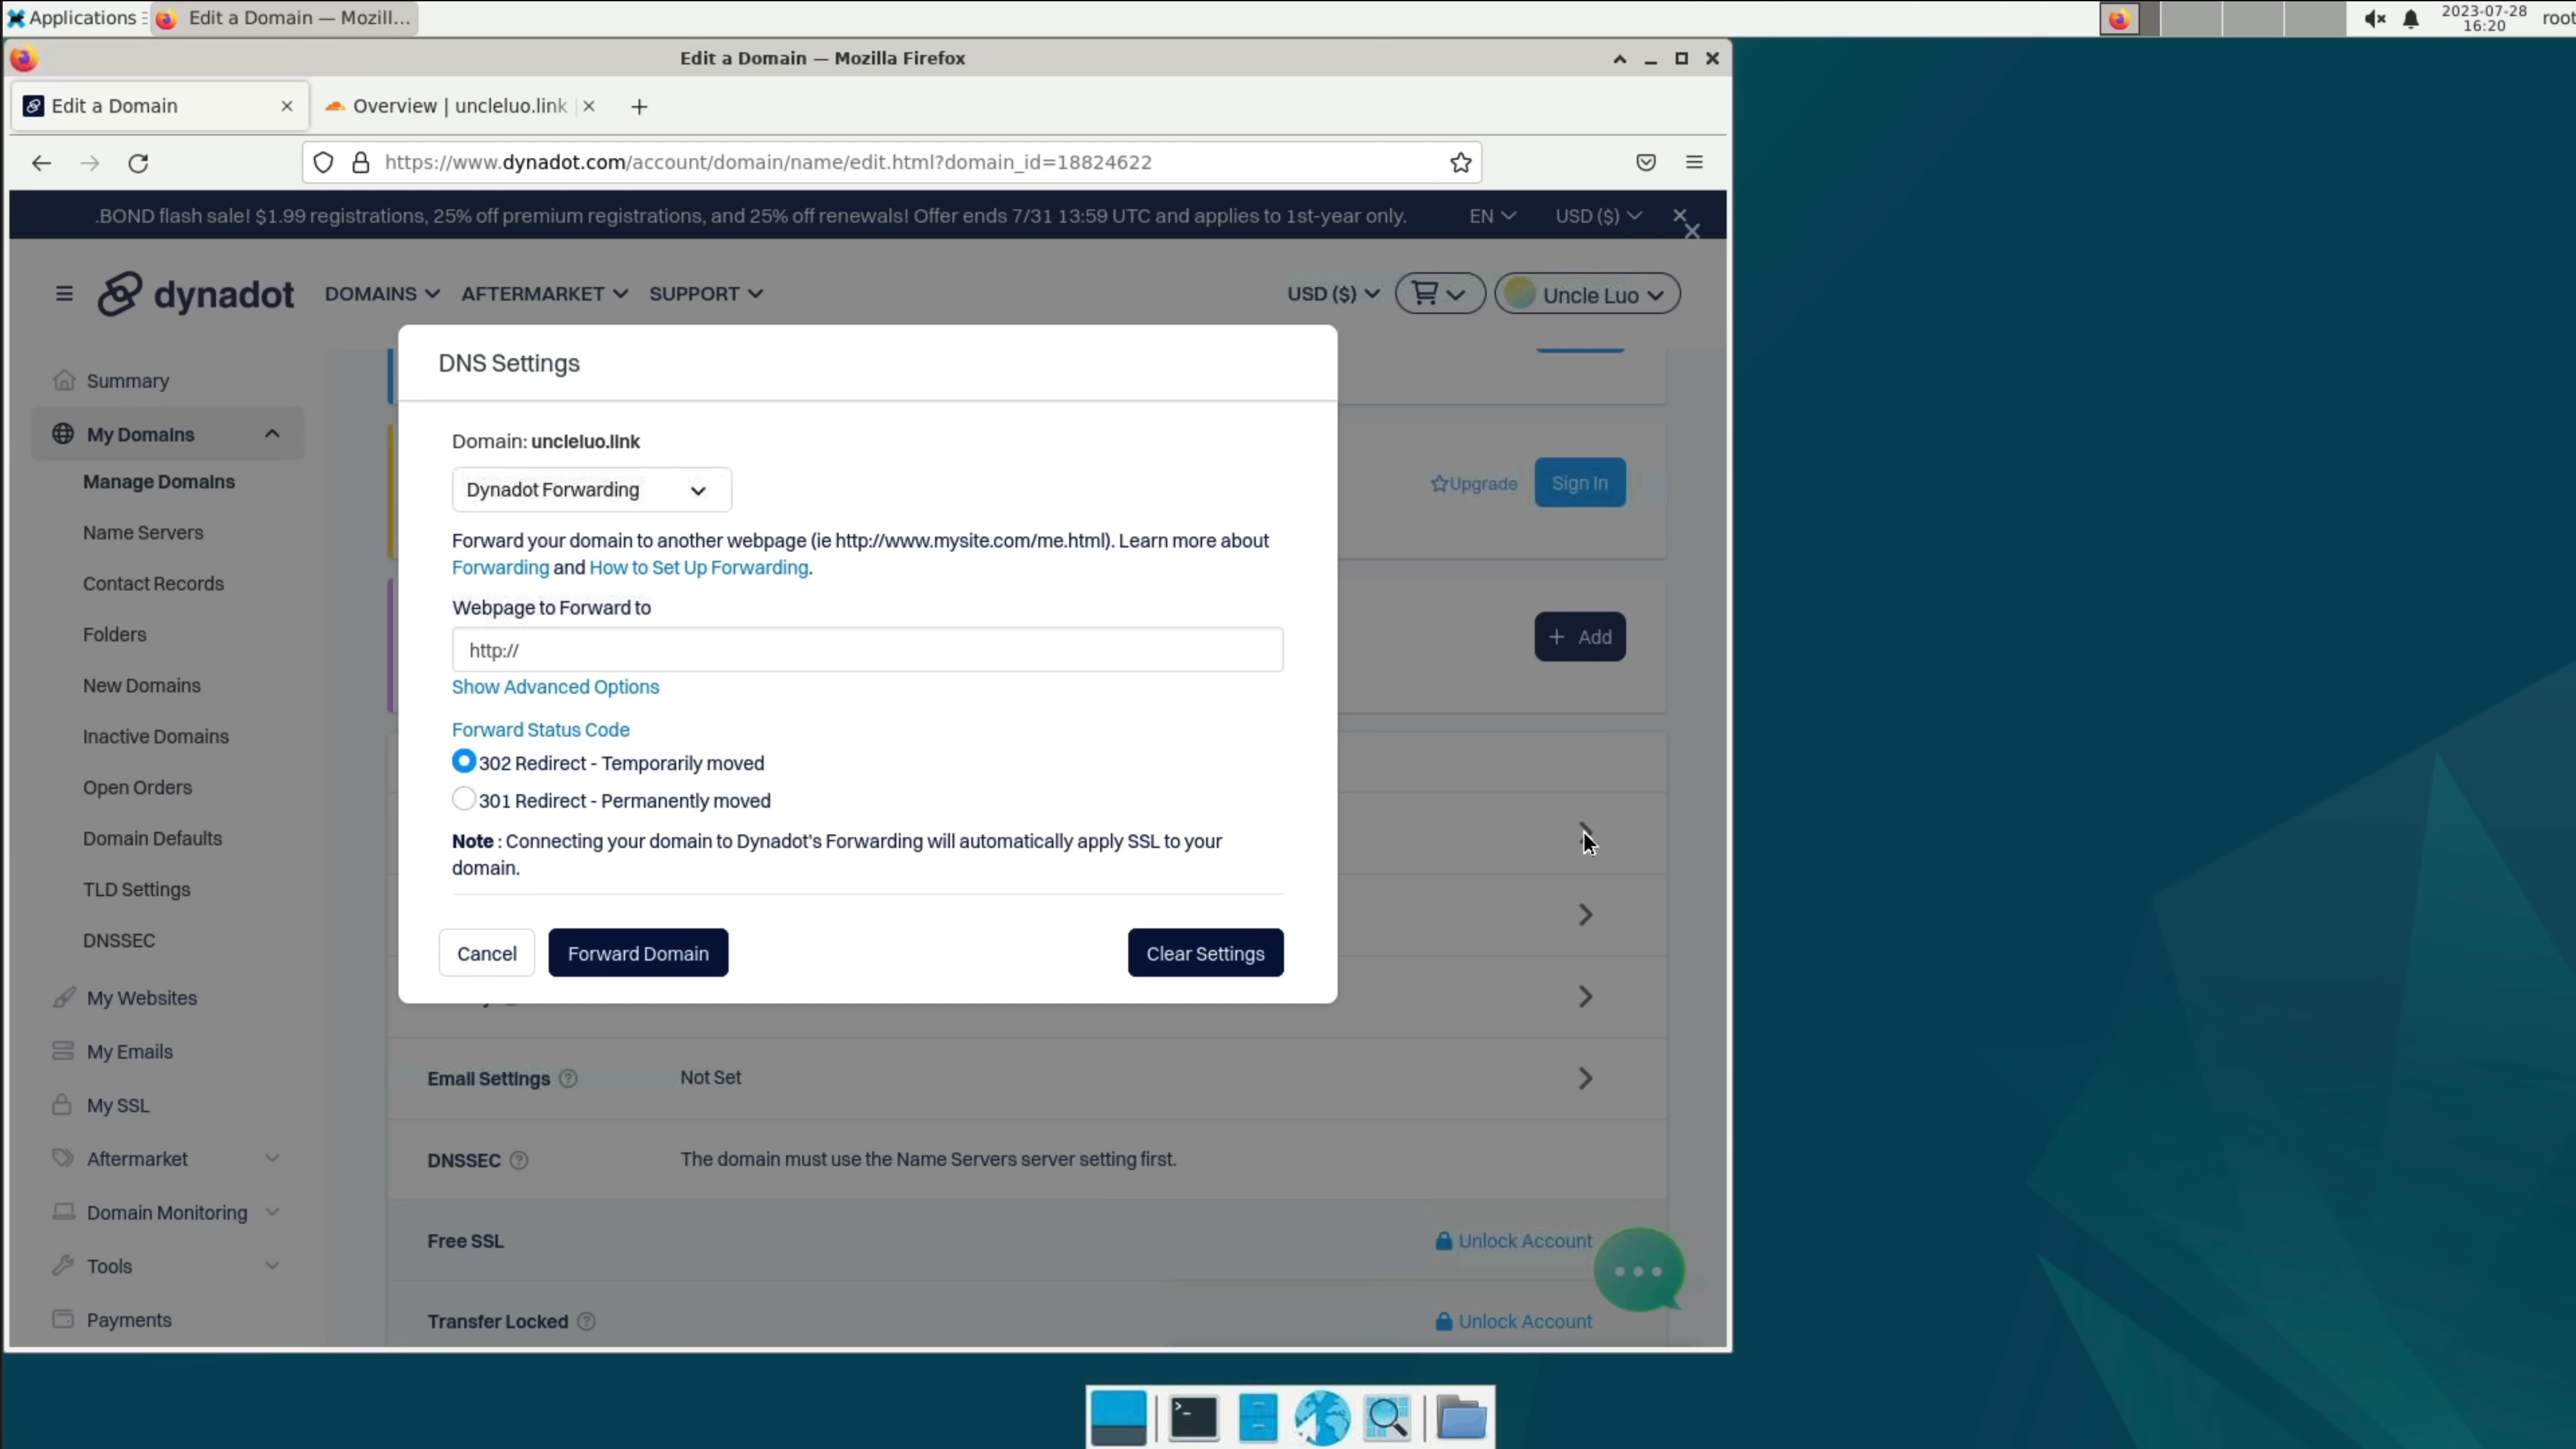 Applications
Edit a Domain — Mozill...
2023-07-28
16:20
root
Edit a Domain — Mozilla Firefox
Edit a Domain
Overview | uncleluo.link
https://www.dynadot.com/account/domain/name/edit.html?domain_id=18824622
.BOND flash sale! $1.99 registrations, 25% off premium registrations, and 25% off renewals! Offer ends 7/31 13:59 UTC and applies to 1st-year only.
EN
USD ($)
dynadot
DOMAINS
AFTERMARKET
SUPPORT
USD ($)
Uncle Luo
Summary
My Domains
Manage Domains
Name Servers
Contact Records
Folders
New Domains
Inactive Domains
Open Orders
Domain Defaults
TLD Settings
DNSSEC
My Websites
My Emails
My SSL
Aftermarket
Domain Monitoring
Tools
Payments
DNS Settings
Domain: uncleluo.link
Dynadot Forwarding
Forward your domain to another webpage (ie http://www.mysite.com/me.html). Learn more about
Forwarding and How to Set Up Forwarding.
Webpage to Forward to
http://
Show Advanced Options
Forward Status Code
302 Redirect - Temporarily moved
301 Redirect - Permanently moved
Note : Connecting your domain to Dynadot's Forwarding will automatically apply SSL to your
domain.
Cancel
Forward Domain
Clear Settings
Upgrade
Sign In
+ Add
Email Settings
Not Set
DNSSEC
The domain must use the Name Servers server setting first.
Free SSL
Unlock Account
Transfer Locked
Unlock Account